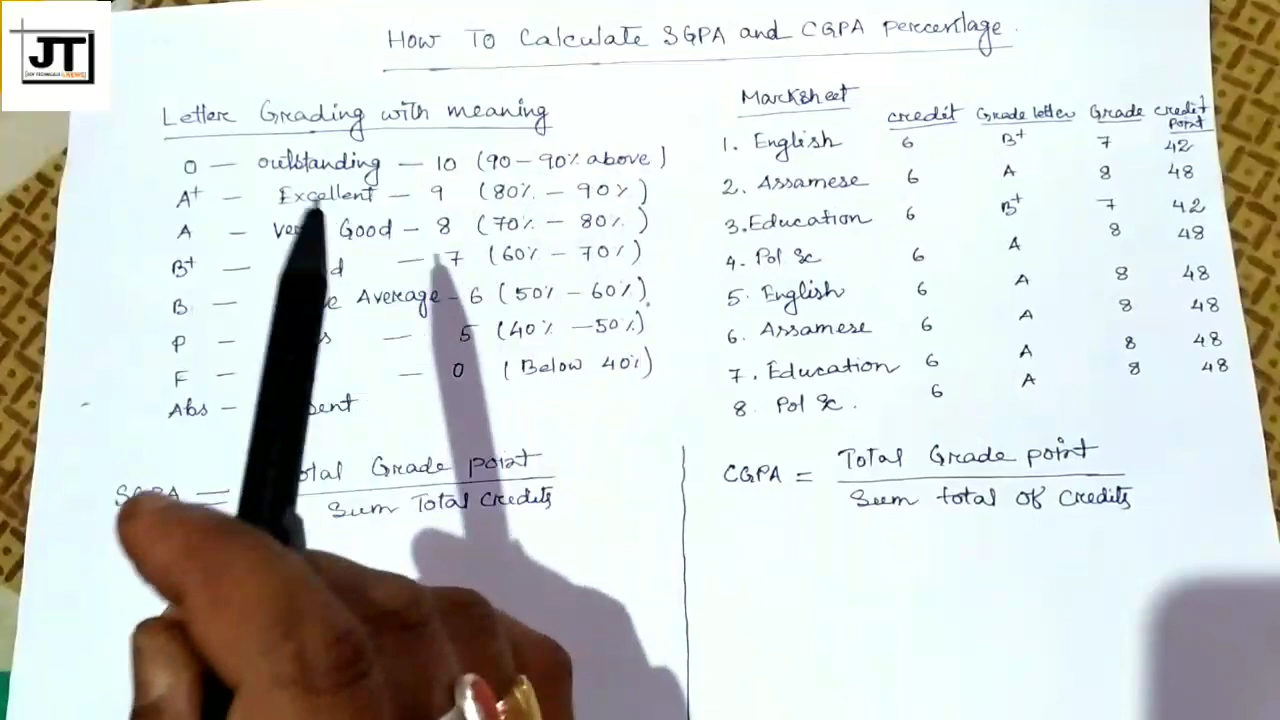 JT
How To Calculate SGPA and CGPA percentage.
Letter Grading with meaning
O — outstanding — 10 (90 – 90% above)
A+ — Excellent — 9 (80% – 90%)
A — Good – 8 (70% – 80%)
B+ — — 7 (60% – 70%)
B — Average – 6 (50% – 60%).
P — — 5 (40% – 50%)
F — — 0 (Below 40%)
Abs —
SGPA = Grade point
Sum Total Credits
Marksheet credit Grade letter Grade credit point
1. English 6 B+ 7 42
2. Assamese 6 A 8 48
3. Education 6 B+ 7 42
4. Pol Sc 6 A 8 48
5. English 6 A 8 48
6. Assamese 6 A 8 48
7. Education 6 A 8 48
8. Pol Sc. 6 A 8 48
CGPA = Total Grade point
Sum total of Credits